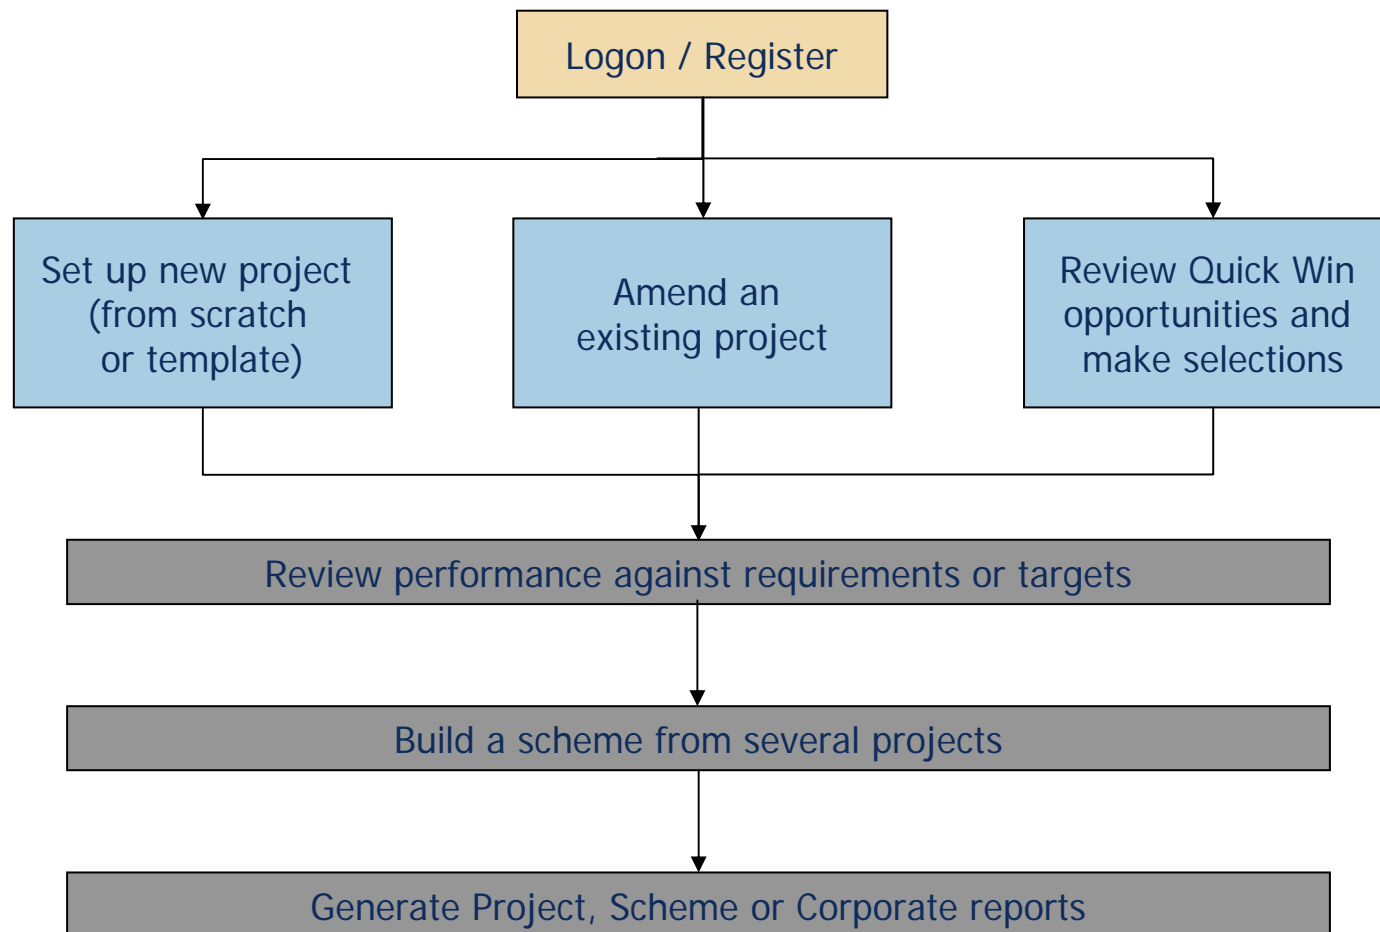 Logon / Register
Set up new project
(from scratch
or template)
Amend an
existing project
Review Quick Win
opportunities and
make selections
Review performance against requirements or targets
Build a scheme from several projects
Generate Project, Scheme or Corporate reports